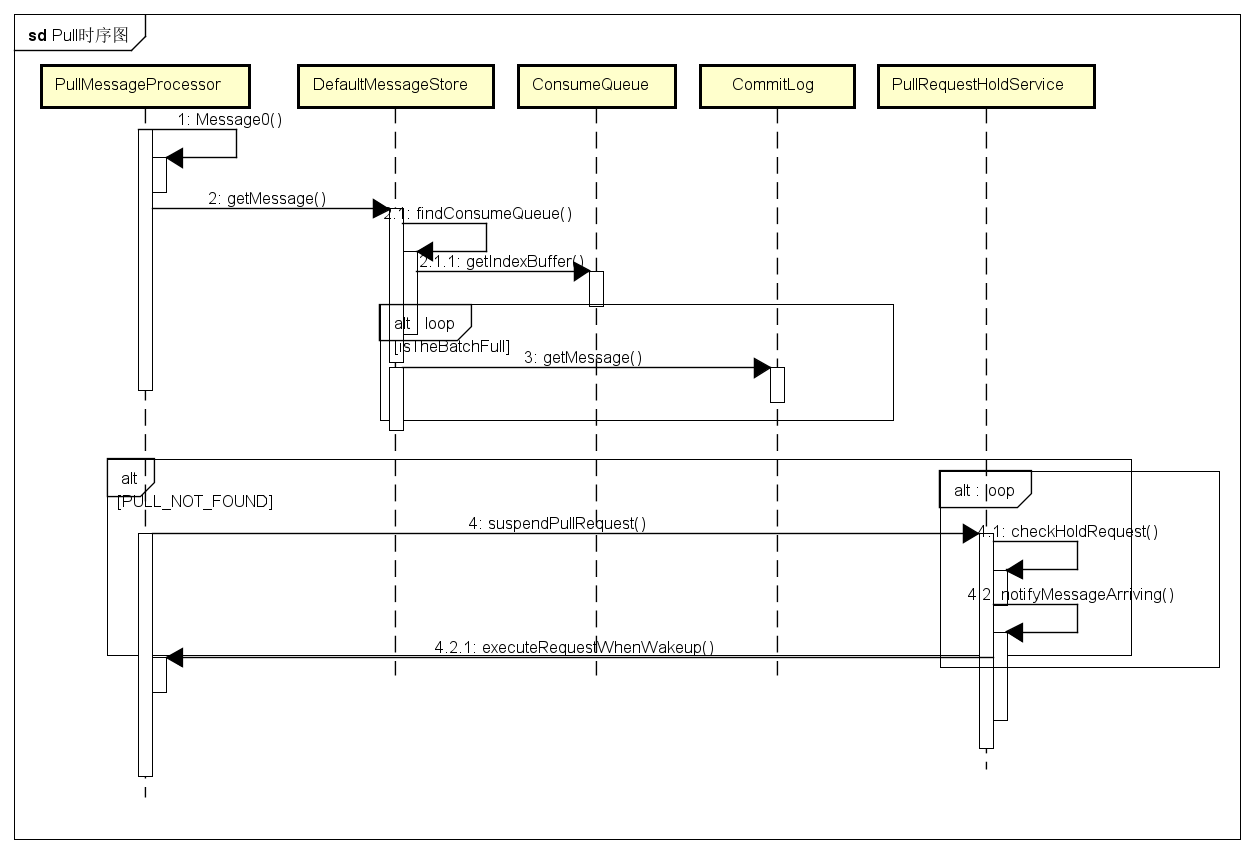 sd Pull时序图
PullMessageProcessor
DefaultMessageStore
ConsumeQueue
CommitLog
PullRequestHoldService
1: Message0()
2: getMessage()
2.1: findConsumeQueue()
2.1.1: getIndexBuffer()
alt : loop
[isTheBatchFull]
3: getMessage()
alt
[PULL_NOT_FOUND]
alt : loop
4: suspendPullRequest()
4.1: checkHoldRequest()
4.2: notifyMessageArriving()
4.2.1: executeRequestWhenWakeup()